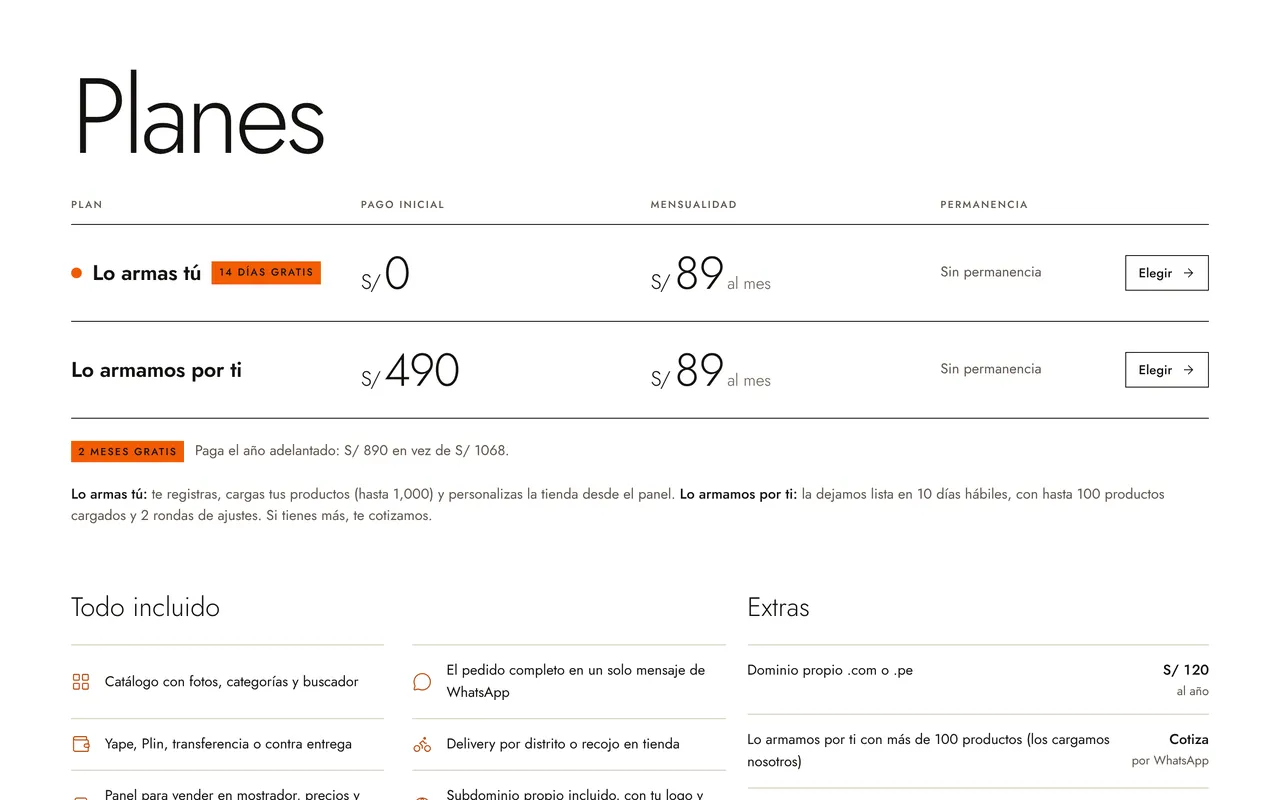 Planes
PLAN
PAGO INICIAL
MENSUALIDAD
PERMANENCIA
Lo armas tú
14 DÍAS GRATIS
S/ 0
S/ 89 al mes
Sin permanencia
Elegir →
Lo armamos por ti
S/ 490
S/ 89 al mes
Sin permanencia
Elegir →
2 MESES GRATIS
Paga el año adelantado: S/ 890 en vez de S/ 1068.
Lo armas tú: te registras, cargas tus productos (hasta 1,000) y personalizas la tienda desde el panel. Lo armamos por ti: la dejamos lista en 10 días hábiles, con hasta 100 productos
cargados y 2 rondas de ajustes. Si tienes más, te cotizamos.
Todo incluido
Catálogo con fotos, categorías y buscador
El pedido completo en un solo mensaje de
WhatsApp
Yape, Plin, transferencia o contra entrega
Delivery por distrito o recojo en tienda
Panel para vender en mostrador, precios y
Subdominio propio incluido, con tu logo y
Extras
Dominio propio .com o .pe
S/ 120
al año
Lo armamos por ti con más de 100 productos (los cargamos
nosotros)
Cotiza
por WhatsApp